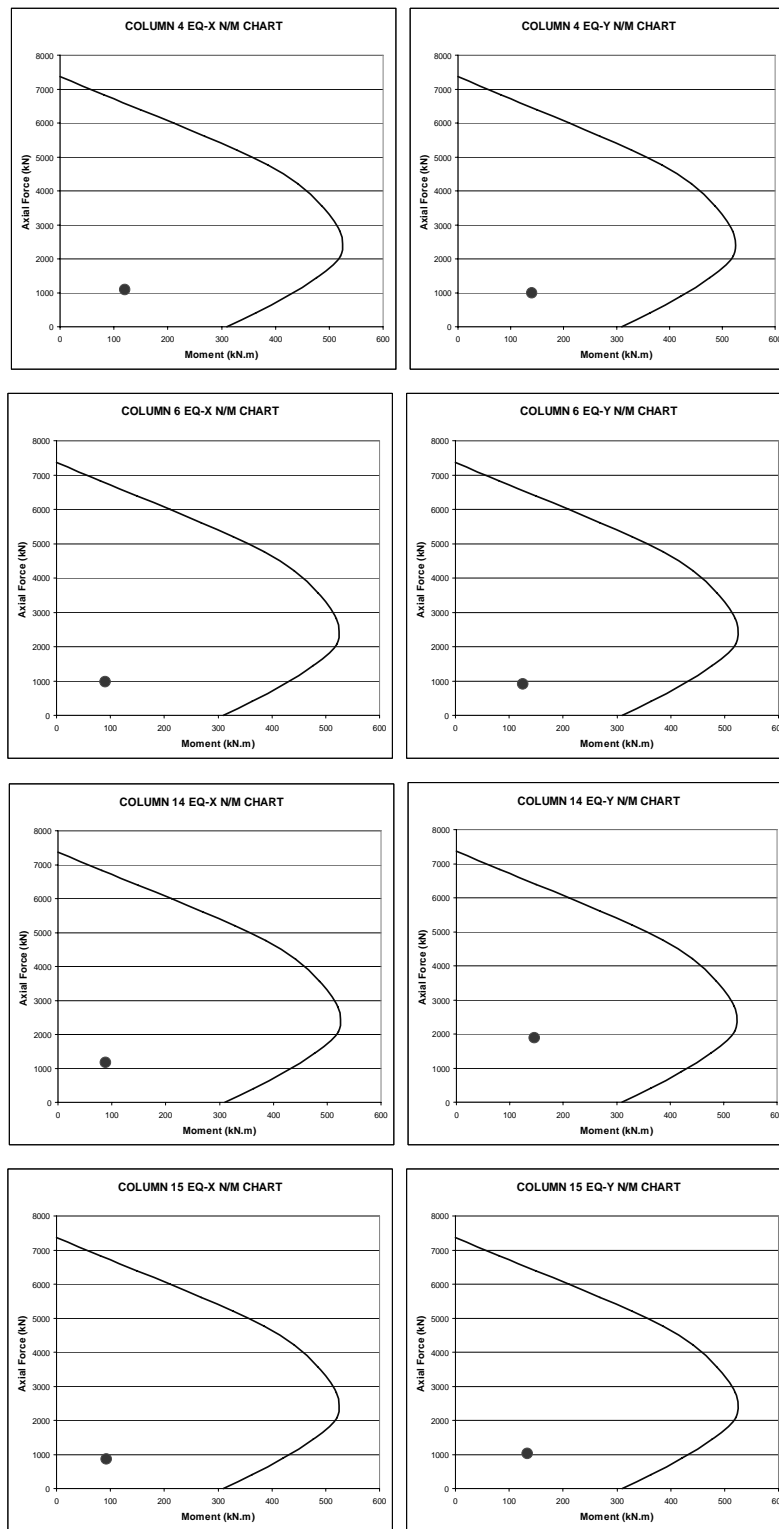 COLUMN 4 EQ-X N/M CHART
Axial Force (kN)
8000
7000
6000
5000
4000
3000
2000
1000
0
0 100 200 300 400 500 600
Moment (kN.m)
COLUMN 4 EQ-Y N/M CHART
Axial Force (kN)
8000
7000
6000
5000
4000
3000
2000
1000
0
0 100 200 300 400 500 600
Moment (kN.m)
COLUMN 6 EQ-X N/M CHART
Axial Force (kN)
8000
7000
6000
5000
4000
3000
2000
1000
0
0 100 200 300 400 500 600
Moment (kN.m)
COLUMN 6 EQ-Y N/M CHART
Axial Force (kN)
8000
7000
6000
5000
4000
3000
2000
1000
0
0 100 200 300 400 500 600
Moment (kN.m)
COLUMN 14 EQ-X N/M CHART
Axial Force (kN)
8000
7000
6000
5000
4000
3000
2000
1000
0
0 100 200 300 400 500 600
Moment (kN.m)
COLUMN 14 EQ-Y N/M CHART
Axial Force (kN)
8000
7000
6000
5000
4000
3000
2000
1000
0
0 100 200 300 400 500 600
Moment (kN.m)
COLUMN 15 EQ-X N/M CHART
Axial Force (kN)
8000
7000
6000
5000
4000
3000
2000
1000
0
0 100 200 300 400 500 600
Moment (kN.m)
COLUMN 15 EQ-Y N/M CHART
Axial Force (kN)
8000
7000
6000
5000
4000
3000
2000
1000
0
0 100 200 300 400 500 600
Moment (kN.m)